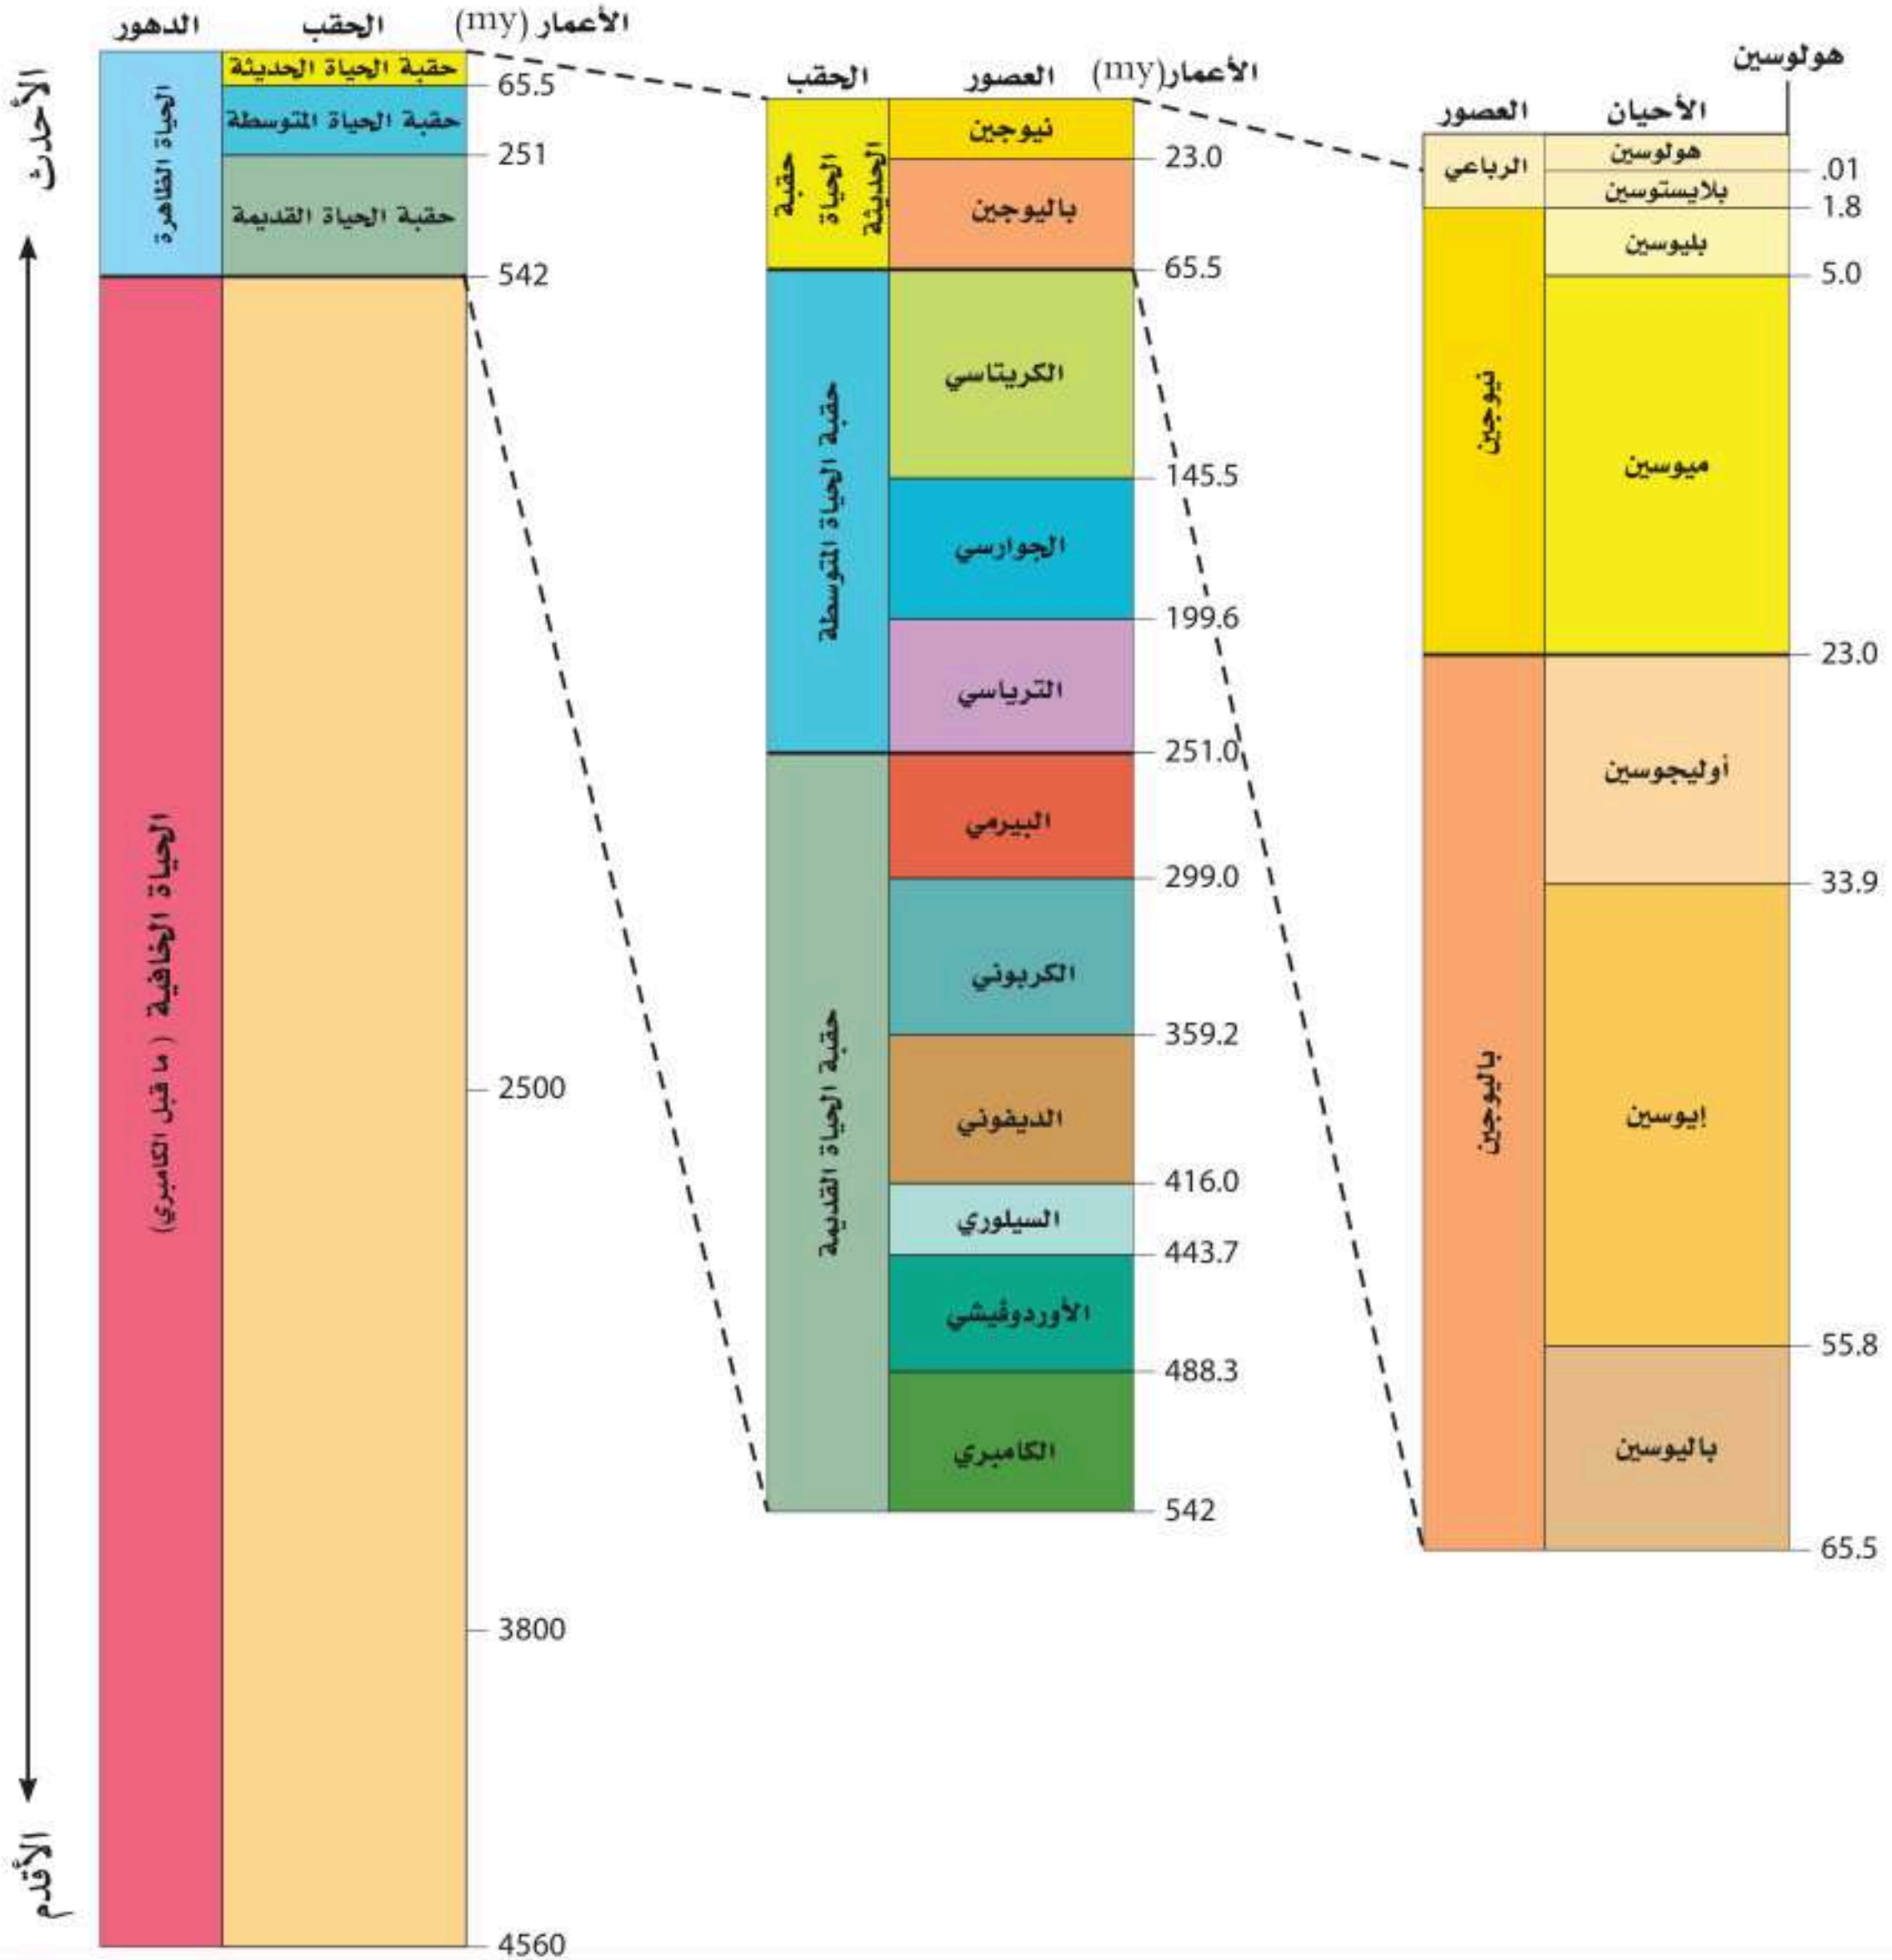 الدهور
الحقب
الأعمار (my)
الأحدث
الأقدم
الحياة الظاهرة
حقبة الحياة الحديثة
65.5
حقبة الحياة المتوسطة
251
حقبة الحياة القديمة
542
الحياة الخافية ( ما قبل الكامبري)
2500
3800
4560
الحقب
العصور
الأعمار(my)
حقبة
الحياة
الحديثة
نيوجين
23.0
باليوجين
65.5
حقبة الحياة المتوسطة
الكريتاسي
145.5
الجوارسي
199.6
الترياسي
251.0
حقبة الحياة القديمة
البيرمي
299.0
الكربوني
359.2
الديفوني
416.0
السيلوري
443.7
الأوردوفيشي
488.3
الكامبري
542
هولوسين
العصور
الأحيان
الرباعي
هولوسين
.01
بلايستوسين
1.8
نيوجين
بليوسين
5.0
ميوسين
23.0
باليوجين
أوليجوسين
33.9
إيوسين
55.8
باليوسين
65.5